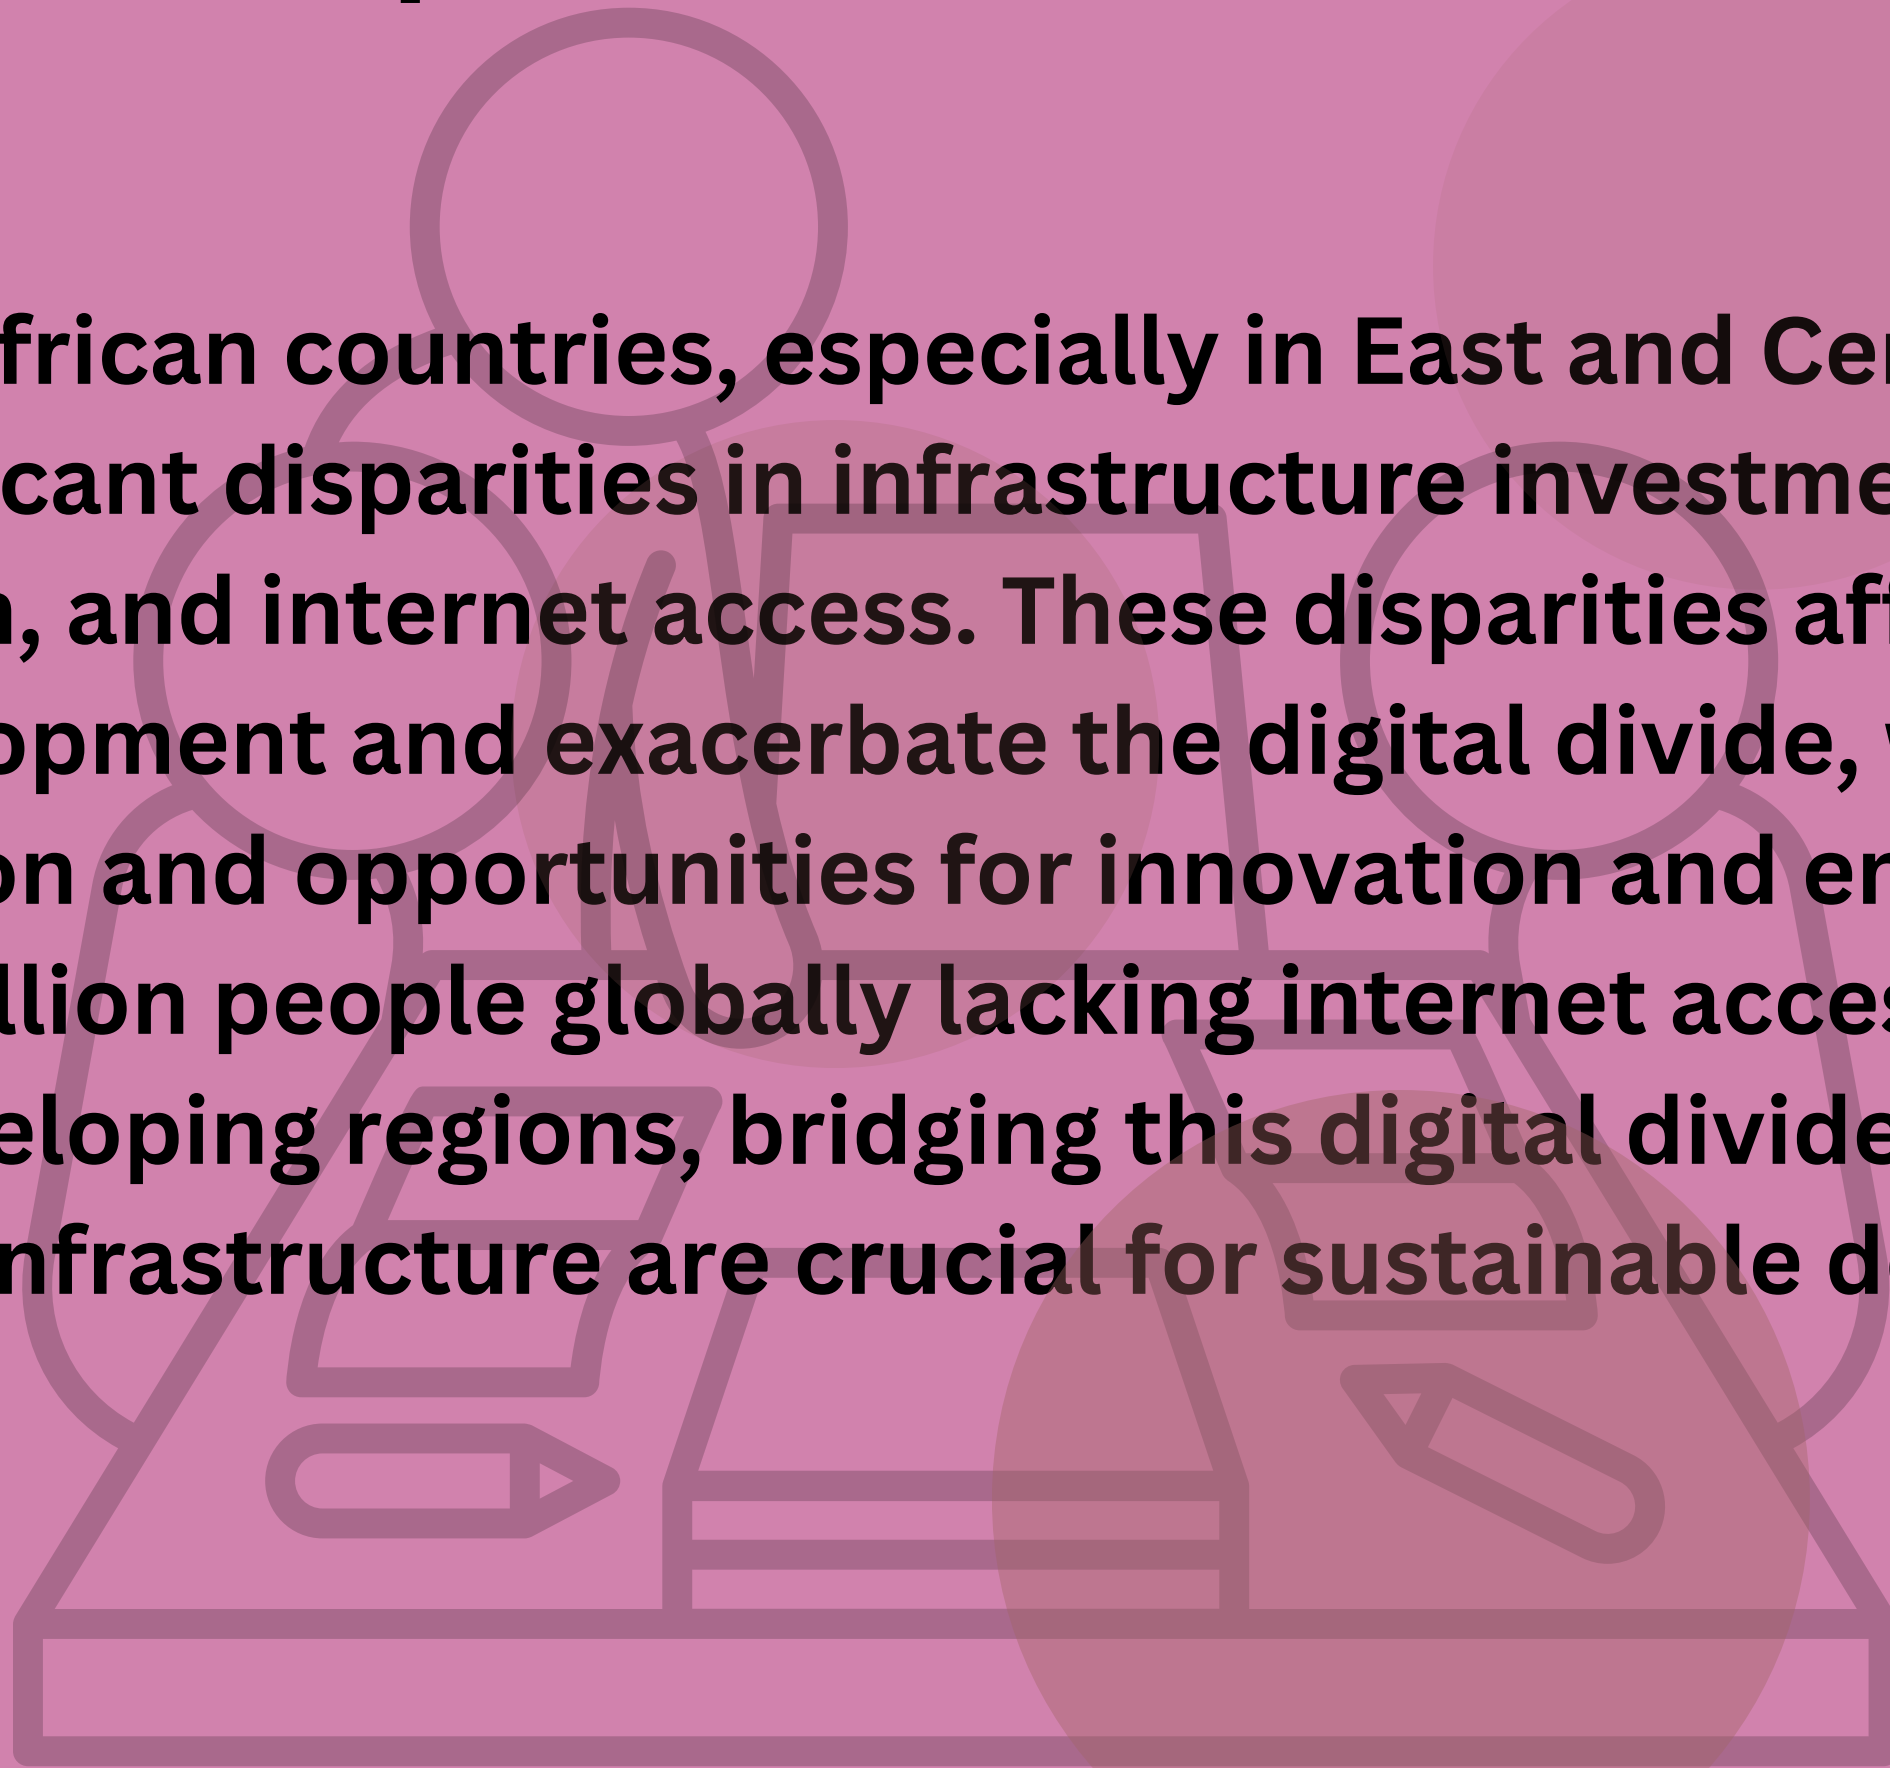 frican countries, especially in East and Cen
cant disparities in infrastructure investme
n, and internet access. These disparities aff
opment and exacerbate the digital divide,
on and opportunities for innovation and en
llion people globally lacking internet acces
eloping regions, bridging this digital divide
nfrastructure are crucial for sustainable d